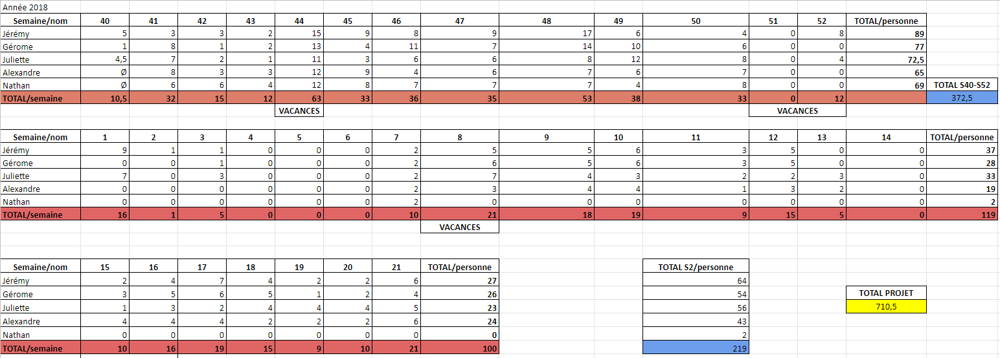 Année 2018
Semaine/nom 40 41 42 43 44 45 46 47 48 49 50 51 52 TOTAL/personne
Jérémy 5 3 3 2 15 9 8 9 17 6 4 0 8 89
Gérome 1 8 1 2 13 4 11 7 14 10 6 0 0 77
Juliette 4,5 7 2 1 11 3 6 6 8 12 8 0 4 72,5
Alexandre Ø 8 3 3 12 9 4 6 7 6 7 0 0 65
Nathan Ø 6 6 4 12 8 7 7 7 4 8 0 0 69 TOTAL S40-S52
TOTAL/semaine 10,5 32 15 12 63 33 36 35 53 38 33 0 12 372,5
VACANCES VACANCES
Semaine/nom 1 2 3 4 5 6 7 8 9 10 11 12 13 14 TOTAL/personne
Jérémy 9 1 1 0 0 0 2 5 5 6 3 5 0 0 37
Gérome 0 0 1 0 0 0 2 6 5 6 3 5 0 0 28
Juliette 7 0 3 0 0 0 2 7 4 3 2 2 3 0 33
Alexandre 0 0 0 0 0 0 2 3 4 4 1 3 2 0 19
Nathan 0 0 0 0 0 0 2 0 0 0 0 0 0 0 2
TOTAL/semaine 16 1 5 0 0 0 10 21 18 19 9 15 5 0 119
VACANCES
Semaine/nom 15 16 17 18 19 20 21 TOTAL/personne TOTAL S2/personne
Jérémy 2 4 7 4 2 2 6 27 64
Gérome 3 5 6 5 1 2 4 26 54 TOTAL PROJET
Juliette 1 3 2 4 4 4 5 23 56 710,5
Alexandre 4 4 4 2 2 2 6 24 43
Nathan 0 0 0 0 0 0 0 0 2
TOTAL/semaine 10 16 19 15 9 10 21 100 219